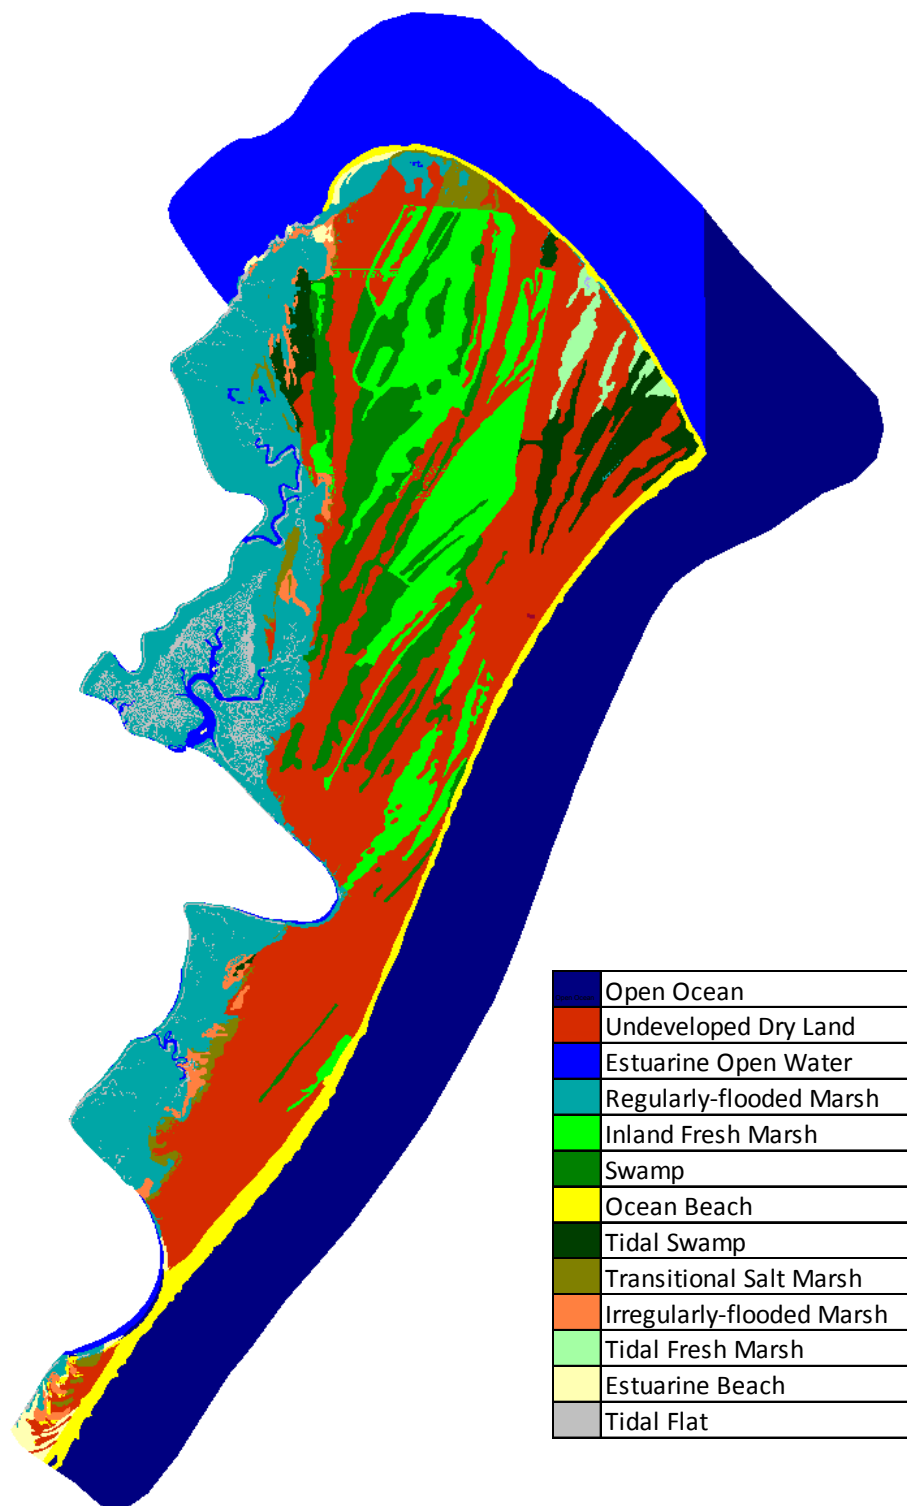 Open Ocean
Undeveloped Dry Land
Estuarine Open Water
Regularly-flooded Marsh
Inland Fresh Marsh
Swamp
Ocean Beach
Tidal Swamp
Transitional Salt Marsh
Irregularly-flooded Marsh
Tidal Fresh Marsh
Estuarine Beach
Tidal Flat